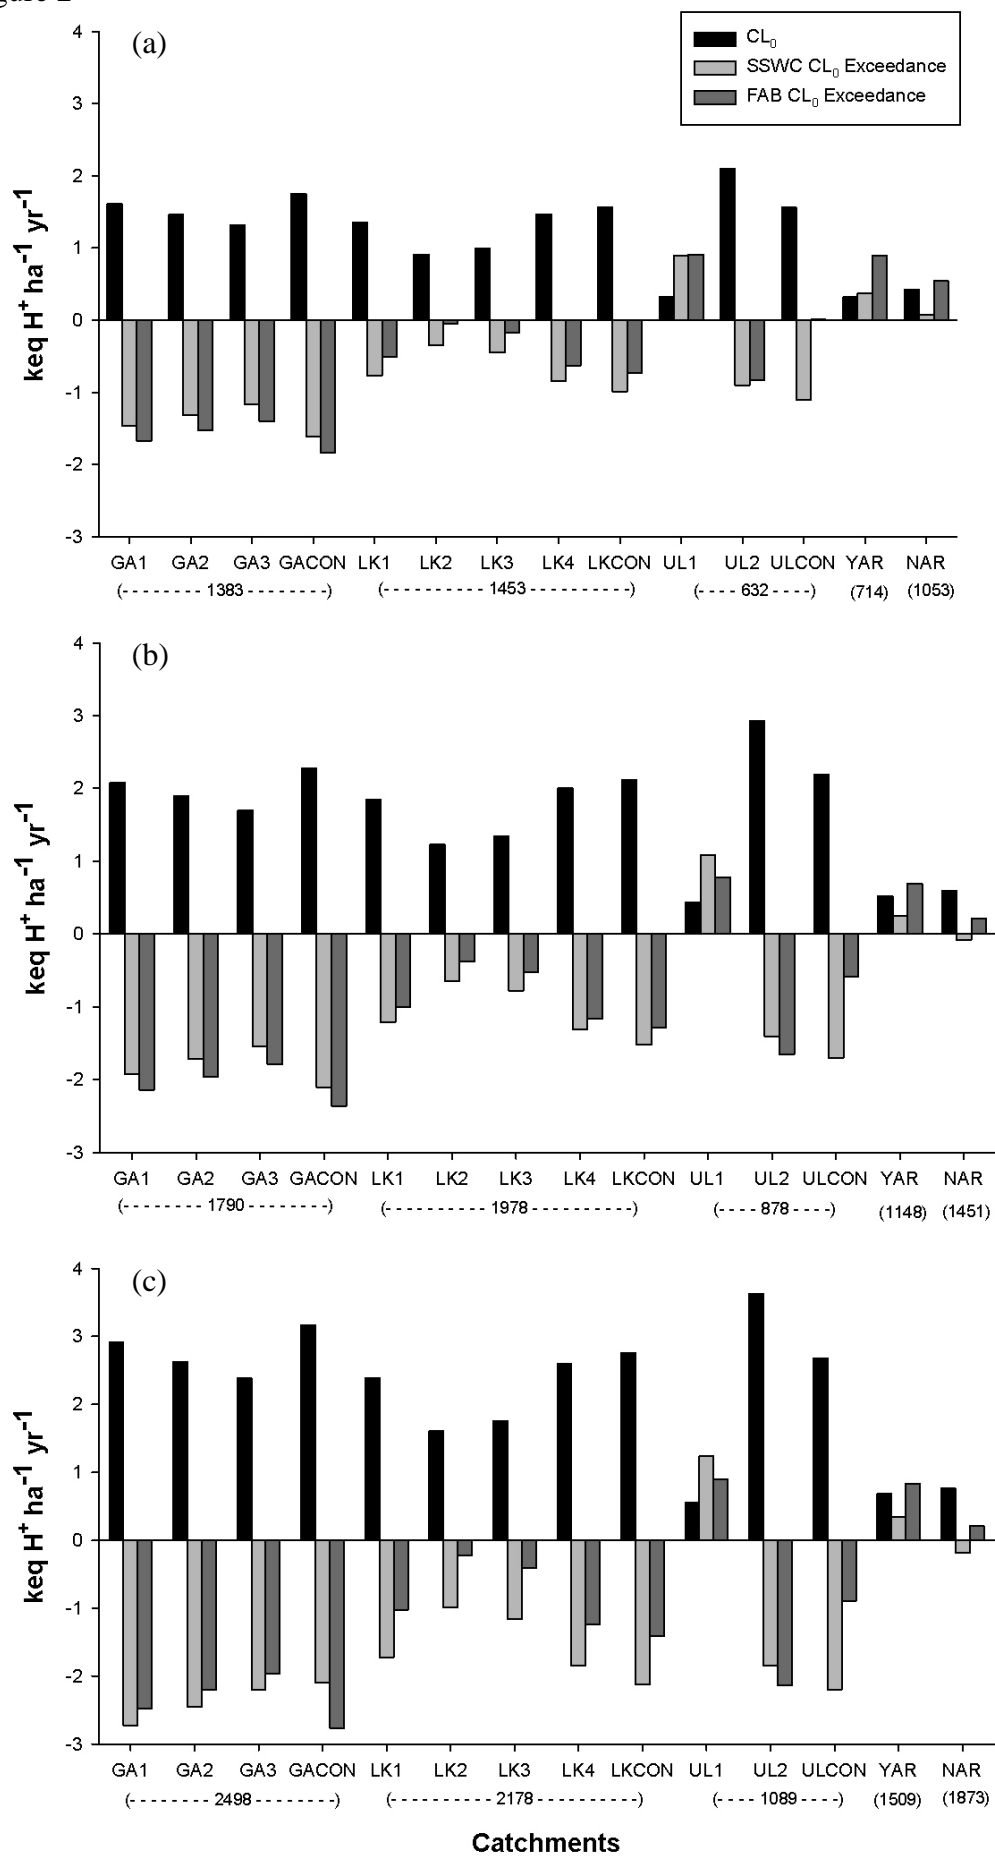 (a)
CL0
SSWC CL0 Exceedance
FAB CL0 Exceedance
keq H+ ha-1 yr-1
4
3
2
1
0
-1
-2
-3
GA1 GA2 GA3 GACON LK1 LK2 LK3 LK4 LKCON UL1 UL2 ULCON YAR NAR
(- - - - - - - - 1383 - - - - - - - -) (- - - - - - - - - - 1453 - - - - - - - - - -) (- - - - 632 - - - -) (714) (1053)
(b)
keq H+ ha-1 yr-1
4
3
2
1
0
-1
-2
-3
GA1 GA2 GA3 GACON LK1 LK2 LK3 LK4 LKCON UL1 UL2 ULCON YAR NAR
(- - - - - - - - 1790 - - - - - - - -) (- - - - - - - - - - 1978 - - - - - - - - - -) (- - - - 878 - - - -) (1148) (1451)
(c)
keq H+ ha-1 yr-1
4
3
2
1
0
-1
-2
-3
GA1 GA2 GA3 GACON LK1 LK2 LK3 LK4 LKCON UL1 UL2 ULCON YAR NAR
(- - - - - - - - 2498 - - - - - - - -) (- - - - - - - - - - 2178 - - - - - - - - - -) (- - - - 1089 - - - -) (1509) (1873)
Catchments